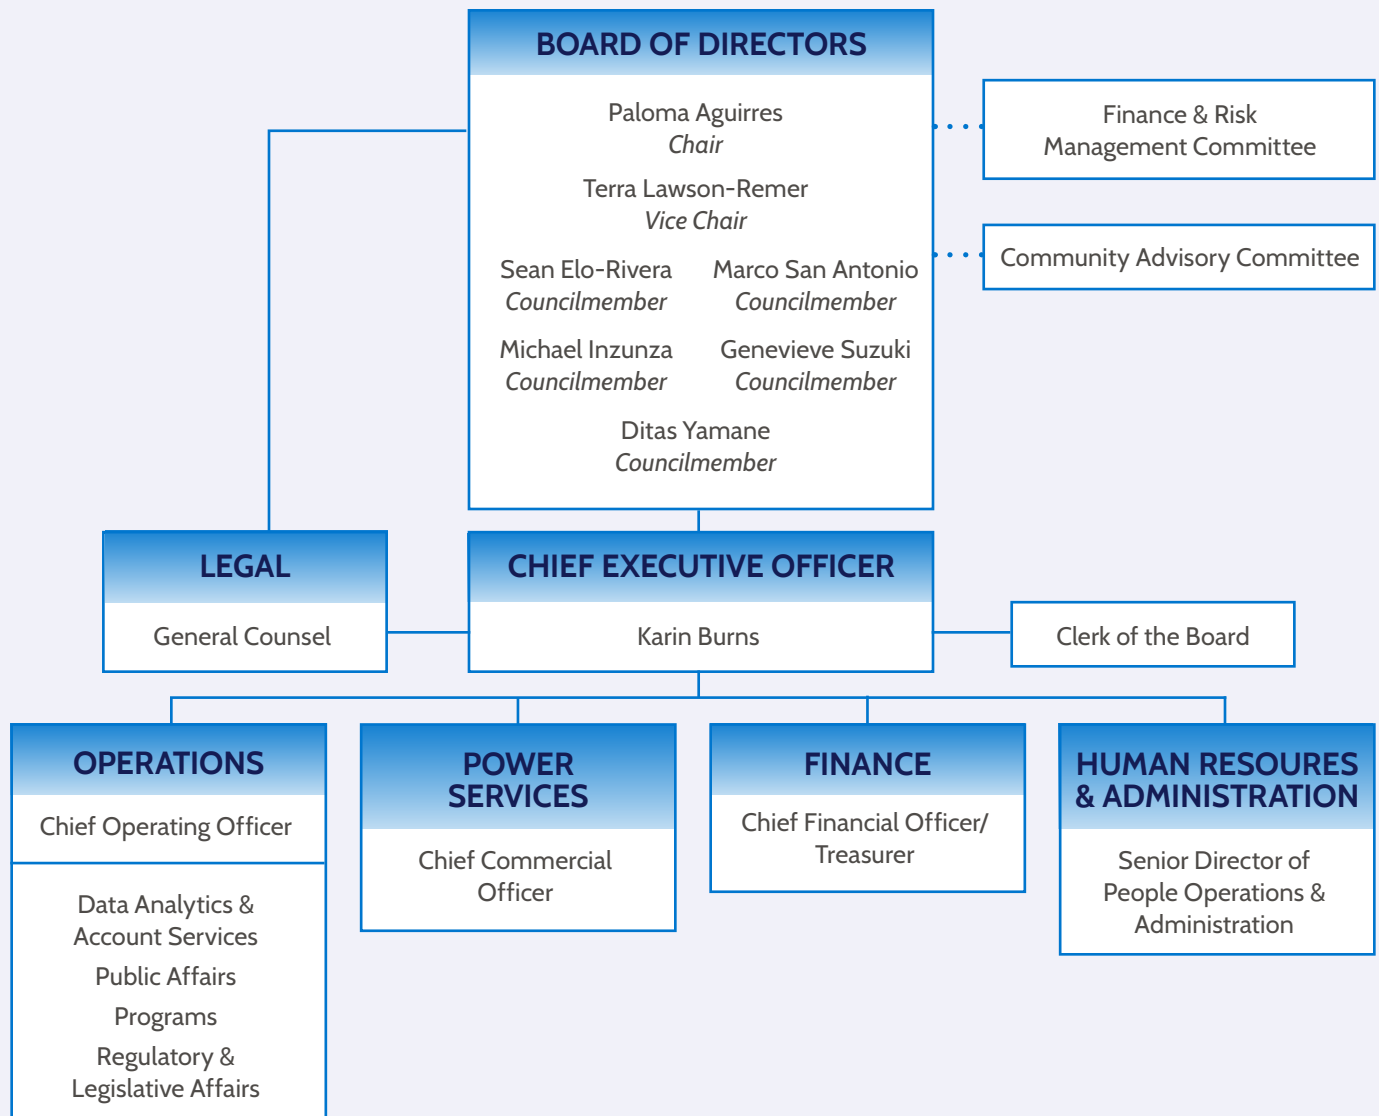 BOARD OF DIRECTORS
Paloma Aguirres
Chair
Terra Lawson-Remer
Vice Chair
Sean Elo-Rivera
Councilmember
Marco San Antonio
Councilmember
Michael Inzunza
Councilmember
Genevieve Suzuki
Councilmember
Ditas Yamane
Councilmember
Finance & Risk
Management Committee
Community Advisory Committee
LEGAL
General Counsel
CHIEF EXECUTIVE OFFICER
Karin Burns
Clerk of the Board
OPERATIONS
Chief Operating Officer
Data Analytics &
Account Services
Public Affairs
Programs
Regulatory &
Legislative Affairs
POWER
SERVICES
Chief Commercial
Officer
FINANCE
Chief Financial Officer/
Treasurer
HUMAN RESOURES
& ADMINISTRATION
Senior Director of
People Operations &
Administration